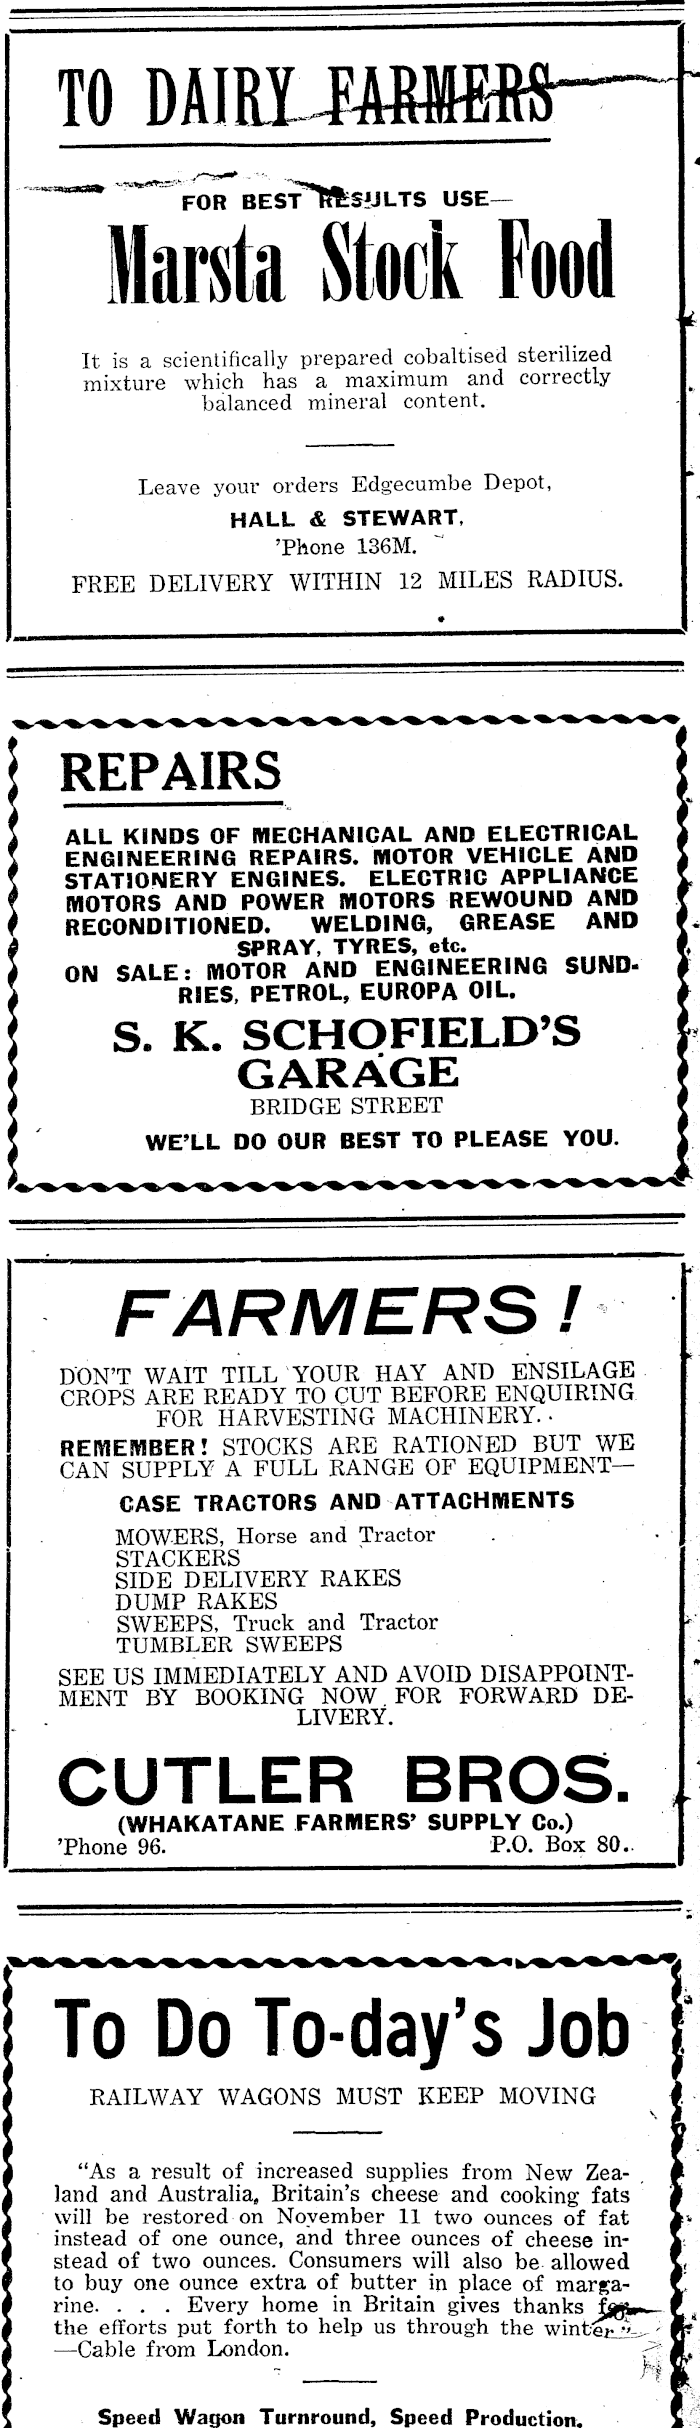 TO DAIRY FARMERS
FOR BEST RESULTS USE—
Marsta Stock Food
It is a scientifically prepared cobaltised sterilized
mixture which has a maximum and correctly
balanced mineral content.
Leave your orders Edgecumbe Depot,
HALL & STEWART,
'Phone 136M.
FREE DELIVERY WITHIN 12 MILES RADIUS.
REPAIRS
ALL KINDS OF MECHANICAL AND ELECTRICAL
ENGINEERING REPAIRS. MOTOR VEHICLE AND
STATIONERY ENGINES. ELECTRIC APPLIANCE
MOTORS AND POWER MOTORS REWOUND AND
RECONDITIONED. WELDING, GREASE AND
SPRAY, TYRES, etc.
ON SALE: MOTOR AND ENGINEERING SUND-
RIES, PETROL, EUROPA OIL.
S. K. SCHOFIELD'S
GARAGE
BRIDGE STREET
WE'LL DO OUR BEST TO PLEASE YOU.
FARMERS!
DON'T WAIT TILL YOUR HAY AND ENSILAGE
CROPS ARE READY TO CUT BEFORE ENQUIRING
FOR HARVESTING MACHINERY..
REMEMBER! STOCKS ARE RATIONED BUT WE
CAN SUPPLY A FULL RANGE OF EQUIPMENT—
CASE TRACTORS AND ATTACHMENTS
MOWERS, Horse and Tractor
STACKERS
SIDE DELIVERY RAKES
DUMP RAKES
SWEEPS, Truck and Tractor
TUMBLER SWEEPS
SEE US IMMEDIATELY AND AVOID DISAPPOINT-
MENT BY BOOKING NOW FOR FORWARD DE-
LIVERY.
CUTLER BROS.
(WHAKATANE FARMERS' SUPPLY Co.)
'Phone 96. P.O. Box 80.
To Do To-day's Job
RAILWAY WAGONS MUST KEEP MOVING
"As a result of increased supplies from New Zea-
land and Australia, Britain's cheese and cooking fats
will be restored on November 11 two ounces of fat
instead of one ounce, and three ounces of cheese in-
stead of two ounces. Consumers will also be allowed
to buy one ounce extra of butter in place of marga-
rine. . . . Every home in Britain gives thanks for
the efforts put forth to help us through the winter."
—Cable from London.
Speed Wagon Turnround, Speed Production.